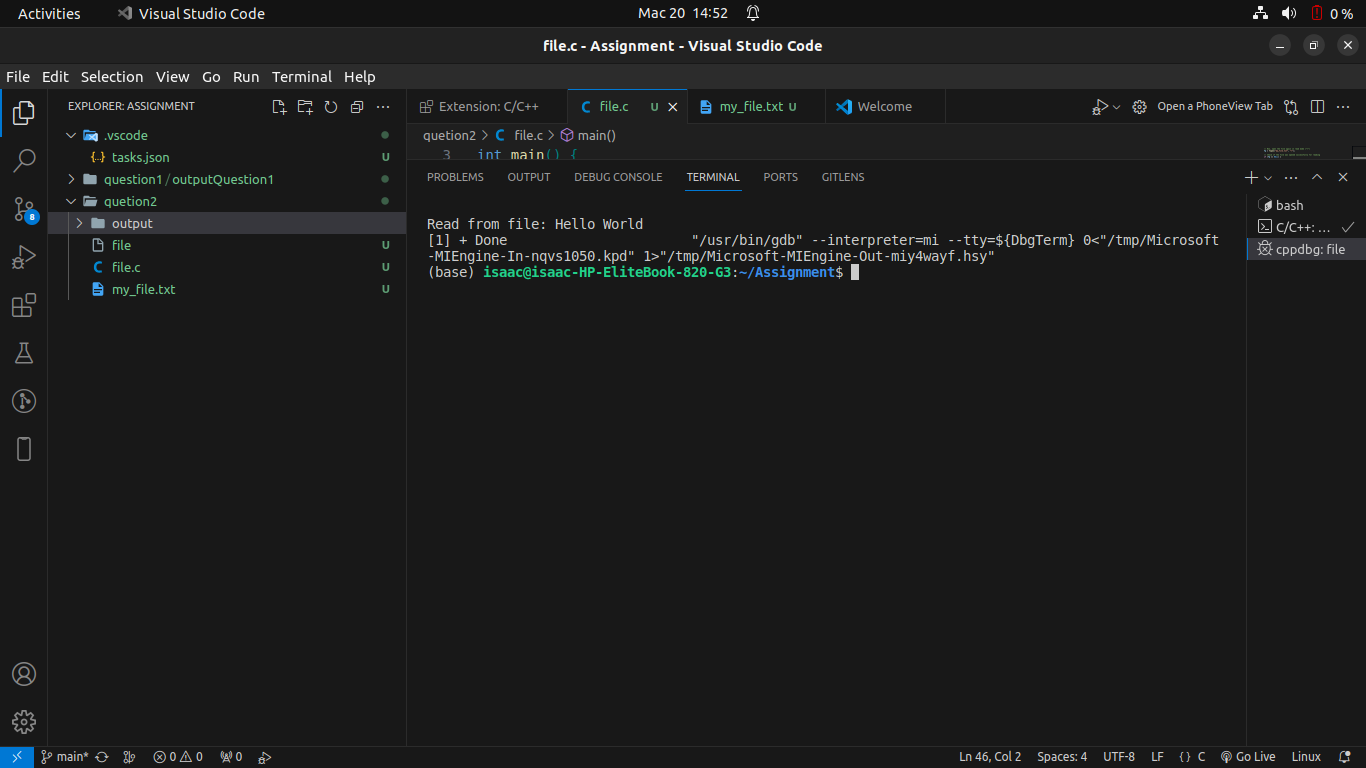 Activities Visual Studio Code Mac 20 14:52 0 %
file.c - Assignment - Visual Studio Code
File Edit Selection View Go Run Terminal Help
EXPLORER: ASSIGNMENT
.vscode
tasks.json U
question1 / outputQuestion1
quetion2
output
file U
file.c U
my_file.txt U
8
Extension: C/C++ file.c U my_file.txt U Welcome Open a PhoneView Tab
quetion2 > file.c > main()
3 int main() {
PROBLEMS OUTPUT DEBUG CONSOLE TERMINAL PORTS GITLENS
Read from file: Hello World
[1] + Done "/usr/bin/gdb" --interpreter=mi --tty=${DbgTerm} 0<"/tmp/Microsoft
-MIEngine-In-nqvs1050.kpd" 1>"/tmp/Microsoft-MIEngine-Out-miy4wayf.hsy"
(base) isaac@isaac-HP-EliteBook-820-G3:~/Assignment$
bash
C/C++: ...
cppdbg: file
main* 0 0 0 Ln 46, Col 2 Spaces: 4 UTF-8 LF {} C Go Live Linux